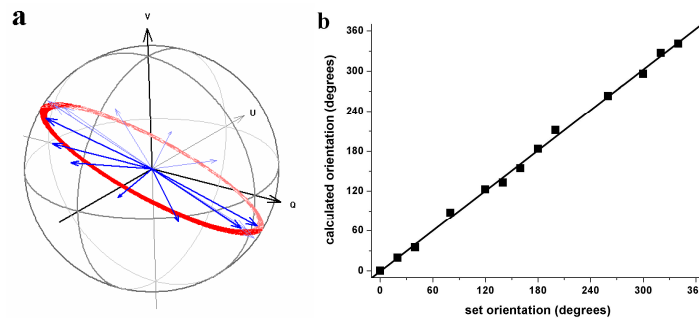 a
V
U
Q
b
calculated orientation (degrees)
360
300
240
180
120
60
0
0
60
120
180
240
300
36
set orientation (degrees)